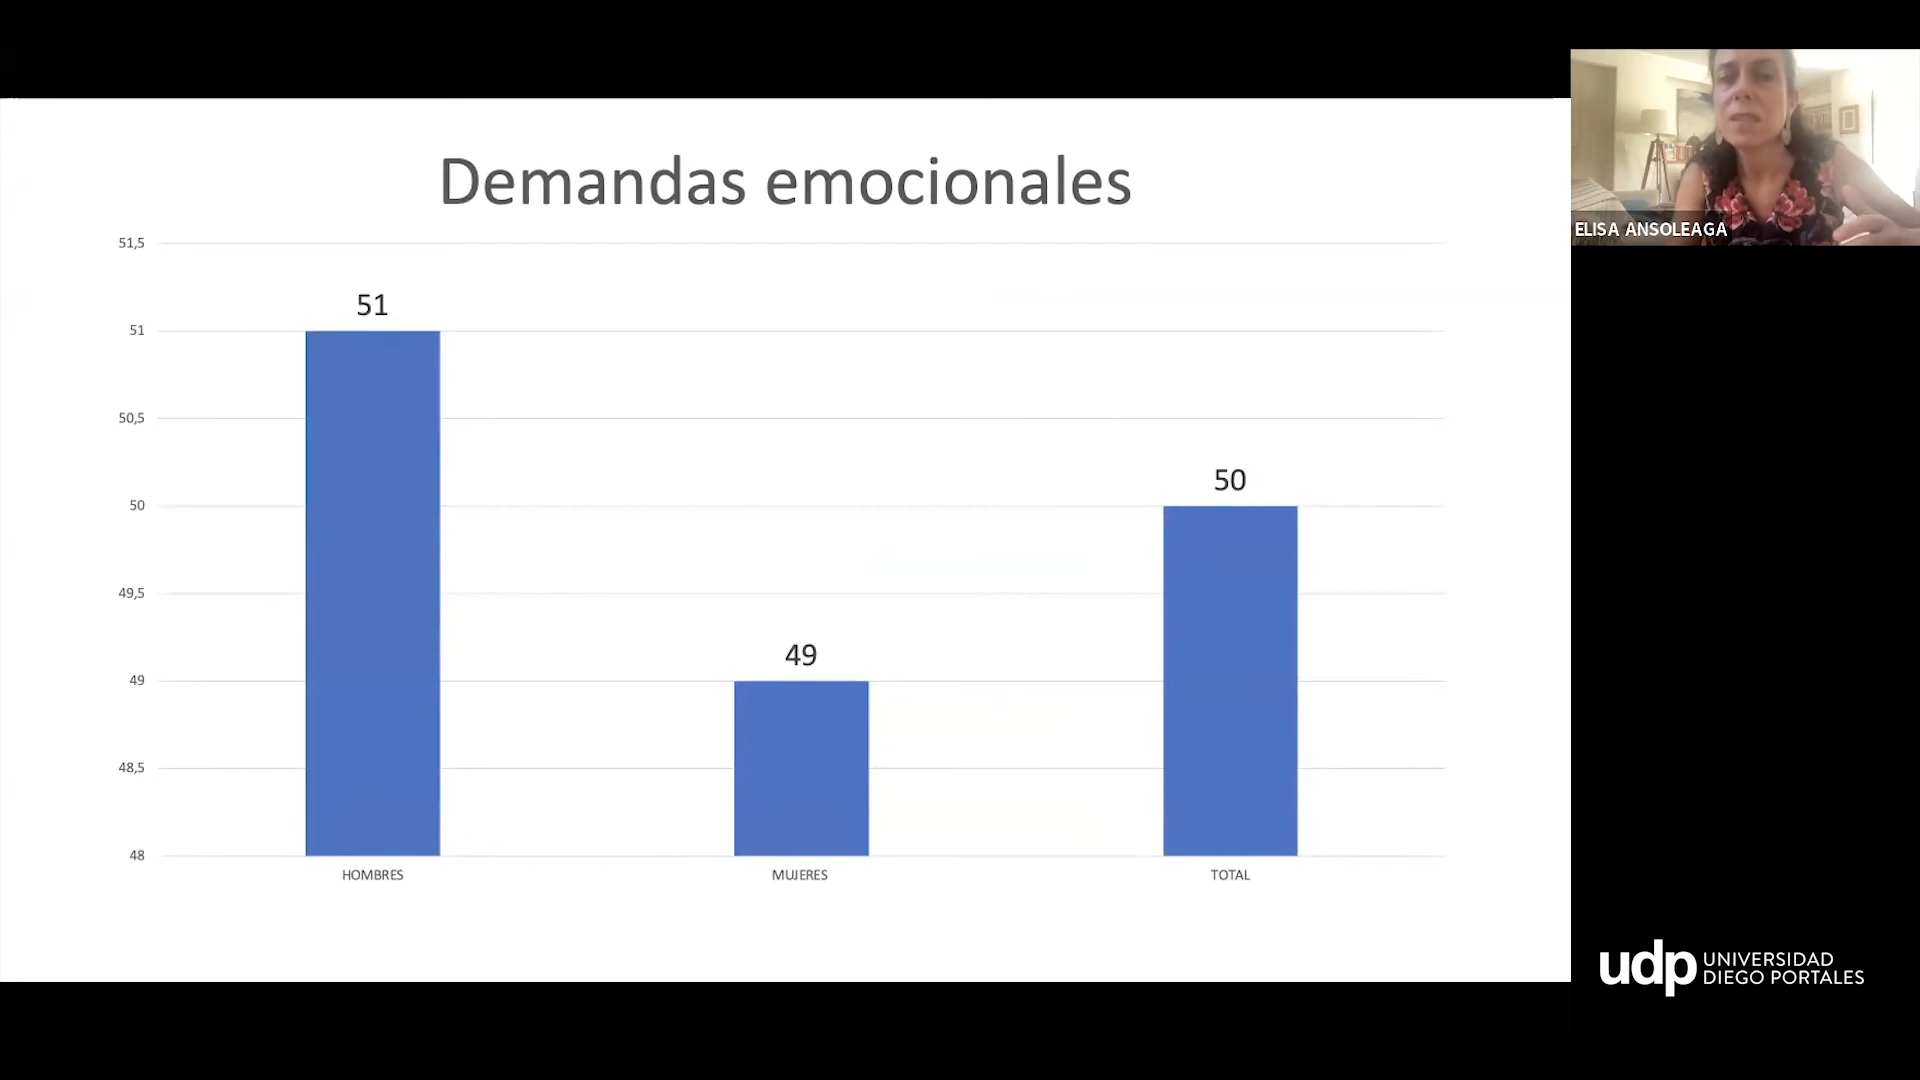 Demandas emocionales
51,5
51
50,5
50
49,5
49
48,5
48
51
49
50
HOMBRES
MUJERES
TOTAL
ELISA ANSOLEAGA
udp UNIVERSIDAD
DIEGO PORTALES